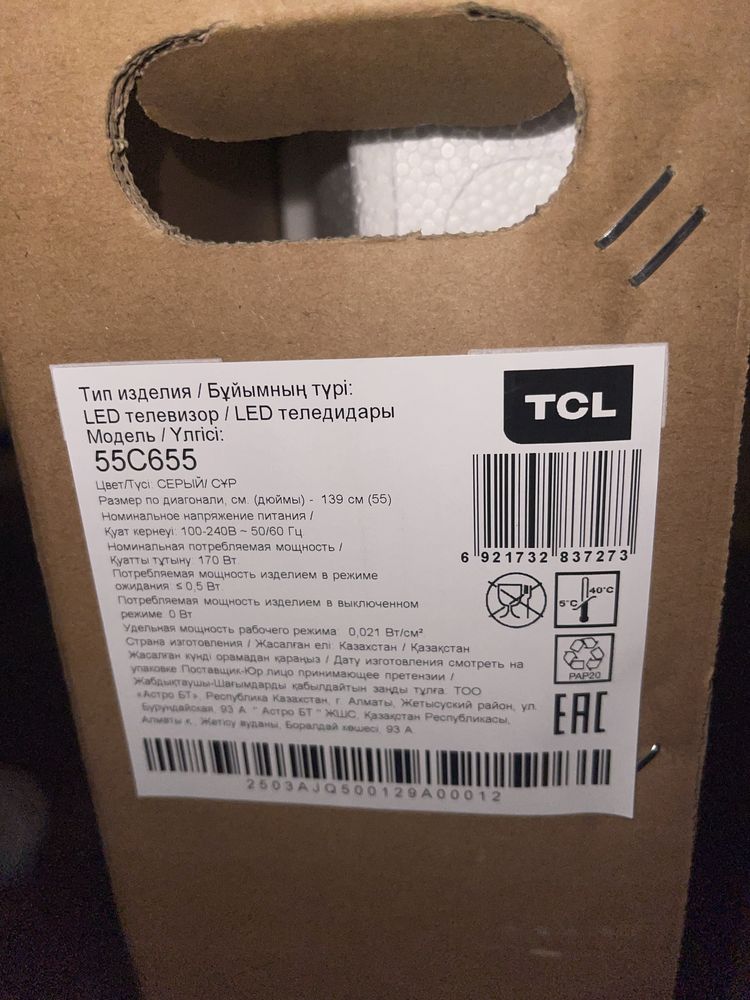 Тип изделия / Бұйымның түрі:
LED телевизор / LED теледидары
Модель / Үлгісі:
55C655
TCL
Цвет/Түсі: СЕРЫЙ/ СҰР
Размер по диагонали, см. (дюймы) - 139 см (55)
Номинальное напряжение питания /
Қуат кернеуі: 100-240В ~ 50/60 Гц
Номинальная потребляемая мощность /
Қуатты тұтыну: 170 Вт.
Потребляемая мощность изделием в режиме
ожидания: ≤ 0,5 Вт.
Потребляемая мощность изделием в выключенном
режиме: 0 Вт
Удельная мощность рабочего режима: 0,021 Вт/см²
Страна изготовления / Жасалған елі: Казахстан / Қазақстан
Жасалған күнді орамадан қараңыз / Дату изготовления смотреть на
упаковке Поставщик-Юр.лицо принимающее претензии /
Жабдықтаушы-Шағымдарды қабылдайтын заңды тұлға: ТОО
«Астро БТ», Республика Казахстан, г. Алматы, Жетысуский район, ул.
Бурундайская, 93 А " Астро БТ " ЖШС, Қазақстан Республикасы,
Алматы к., Жетісу ауданы, Боралдай көшесі, 93 А
6 921732 837273
5°C
40°C
PAP20
EAC
2503AJQ500129A00012